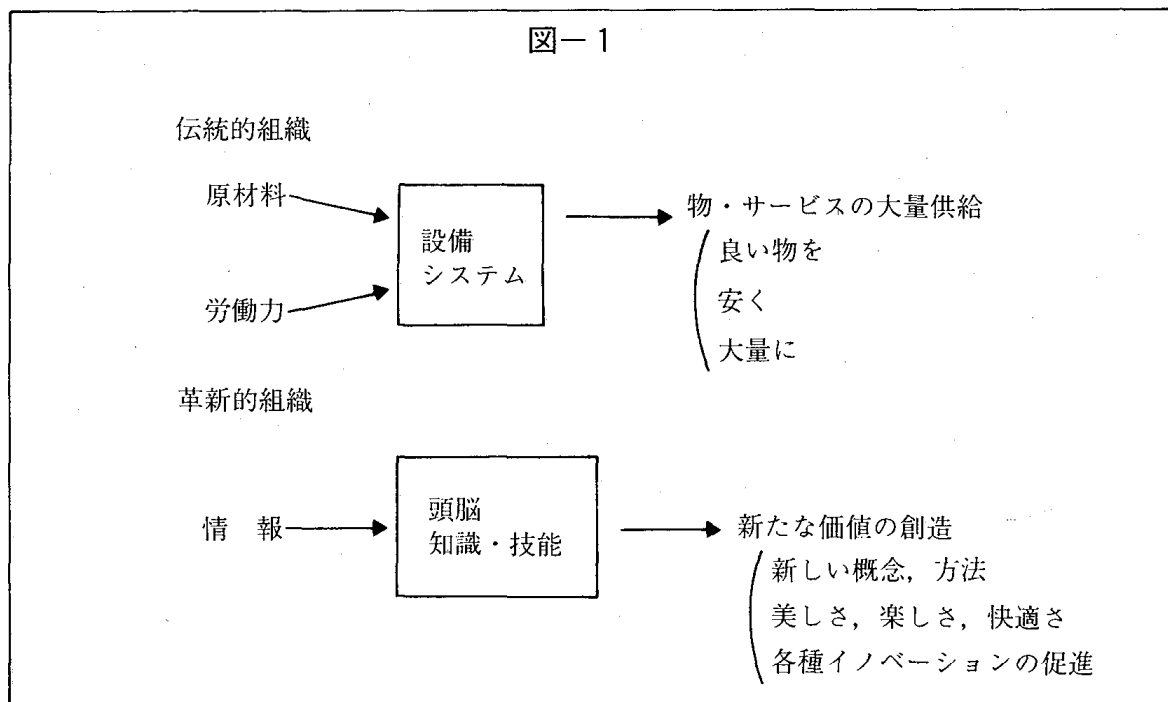 図－1
伝統的組織
原材料
労働力
設備
システム
物・サービスの大量供給
良い物を
安く
大量に
革新的組織
情　報
頭脳
知識・技能
新たな価値の創造
新しい概念，方法
美しさ，楽しさ，快適さ
各種イノベーションの促進